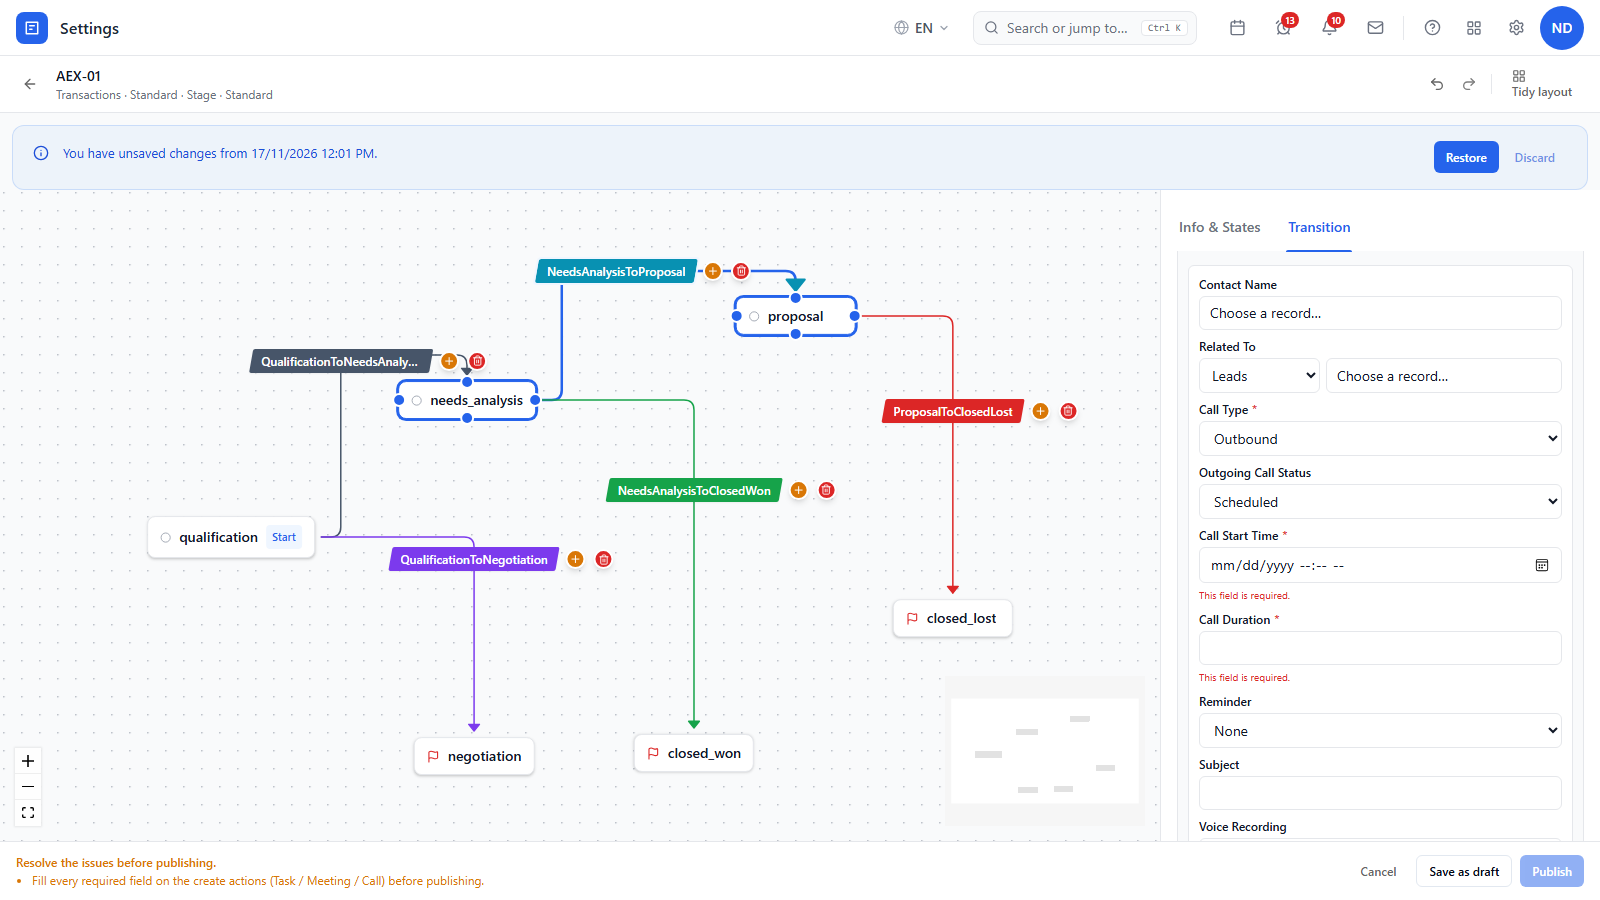 Settings
EN
Search or jump to...
Ctrl K
13
10
ND
AEX-01
Transactions · Standard · Stage · Standard
Tidy layout
You have unsaved changes from 17/11/2026 12:01 PM.
Restore
Discard
Info & States
Transition
NeedsAnalysisToProposal
proposal
QualificationToNeedsAnaly...
needs_analysis
ProposalToClosedLost
NeedsAnalysisToClosedWon
qualification
Start
QualificationToNegotiation
closed_lost
negotiation
closed_won
Contact Name
Choose a record...
Related To
Leads
Choose a record...
Call Type *
Outbound
Outgoing Call Status
Scheduled
Call Start Time *
mm/dd/yyyy --:-- --
This field is required.
Call Duration *
This field is required.
Reminder
None
Subject
Voice Recording
Resolve the issues before publishing.
• Fill every required field on the create actions (Task / Meeting / Call) before publishing.
Cancel
Save as draft
Publish